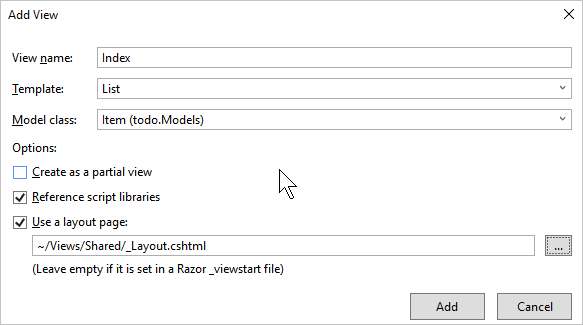 Add View
View name: Index
Template: List
Model class: Item (todo.Models)
Options:
Create as a partial view
Reference script libraries
Use a layout page:
~/Views/Shared/_Layout.cshtml ...
(Leave empty if it is set in a Razor _viewstart file)
Add Cancel